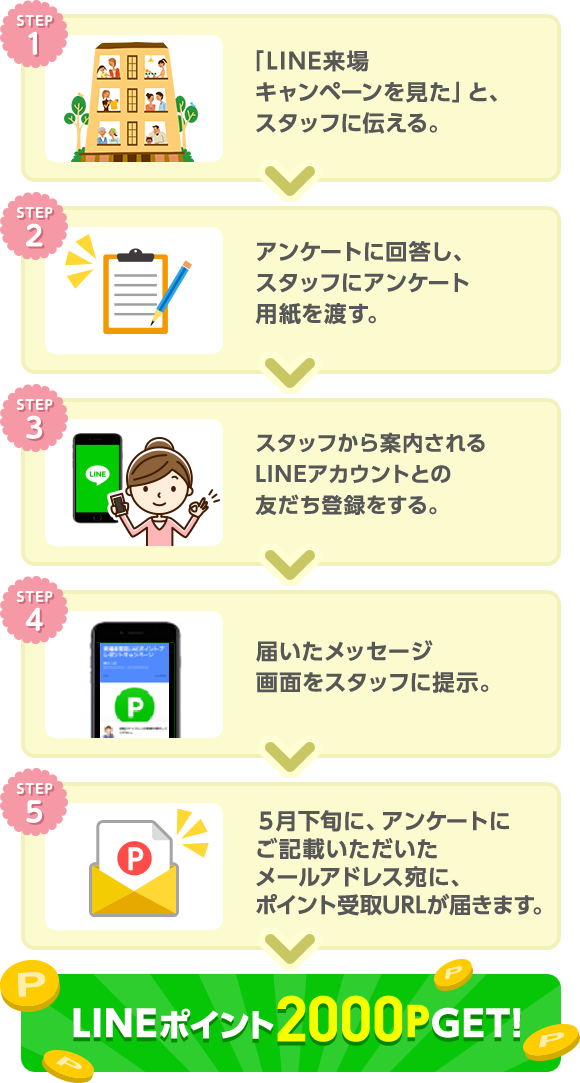 STEP
1
「LINE来場
キャンペーンを見た」と、
スタッフに伝える。
STEP
2
アンケートに回答し、
スタッフにアンケート
用紙を渡す。
STEP
3
LINE
スタッフから案内される
LINEアカウントとの
友だち登録をする。
STEP
4
P
届いたメッセージ
画面をスタッフに提示。
STEP
5
P
5月下旬に、アンケートに
ご記載いただいた
メールアドレス宛に、
ポイント受取URLが届きます。
P
P
LINEポイント2000PGET!
P
P